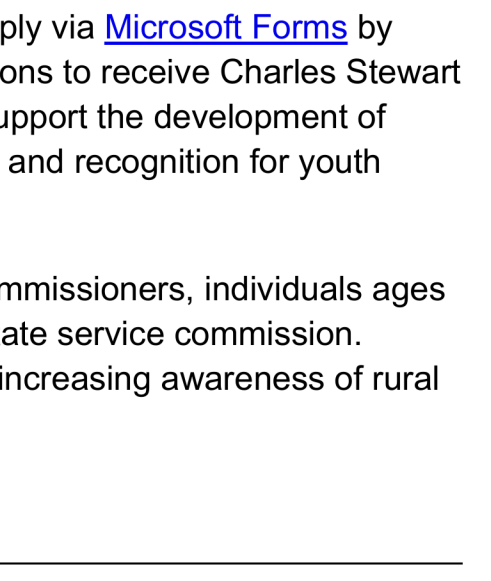 ply via Microsoft Forms by
ons to receive Charles Stewart
upport the development of
and recognition for youth
mmissioners, individuals ages
ate service commission.
increasing awareness of rural